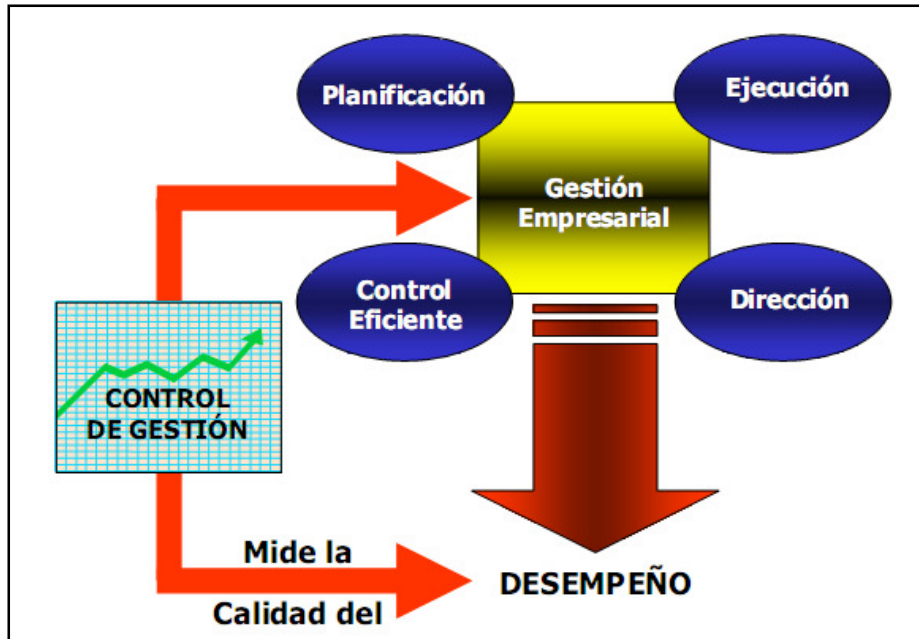 Planificación
Ejecución
Gestión
Empresarial
Control
Eficiente
Dirección
CONTROL
DE GESTIÓN
Mide la
Calidad del
DESEMPEÑO